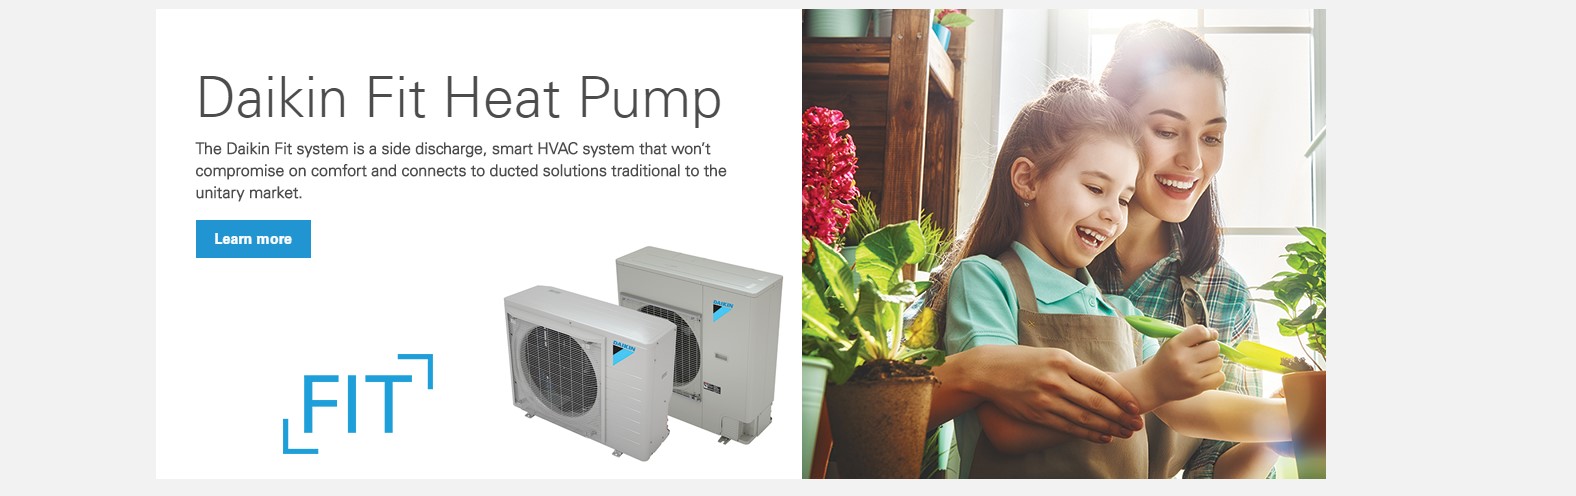 Daikin Fit Heat Pump
The Daikin Fit system is a side discharge, smart HVAC system that won't
compromise on comfort and connects to ducted solutions traditional to the
unitary market.
Learn more
DAIKIN
DAIKIN
FIT